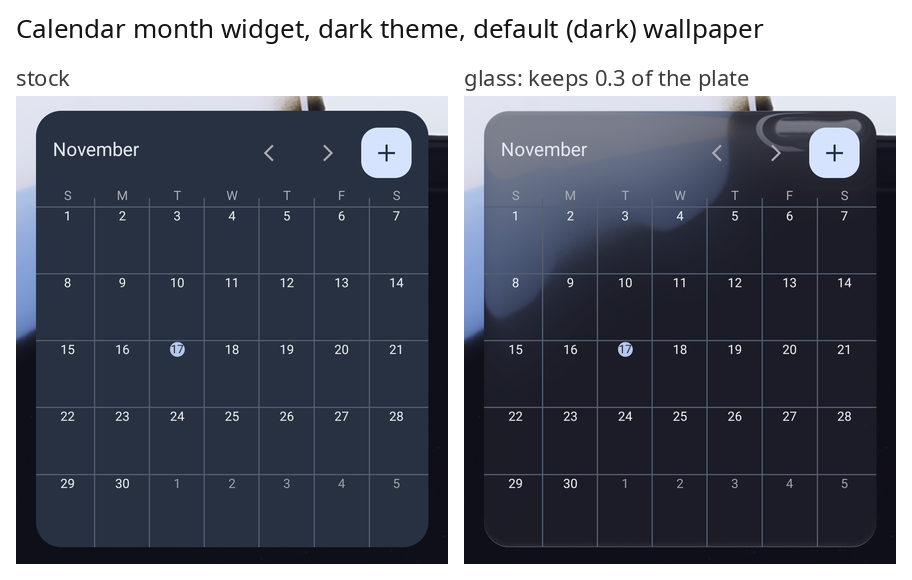 Calendar month widget, dark theme, default (dark) wallpaper
stock
November
+
S M T W T F S
1 2 3 4 5 6 7
8 9 10 11 12 13 14
15 16 17 18 19 20 21
22 23 24 25 26 27 28
29 30 1 2 3 4 5
glass: keeps 0.3 of the plate
November
+
S M T W T F S
1 2 3 4 5 6 7
8 9 10 11 12 13 14
15 16 17 18 19 20 21
22 23 24 25 26 27 28
29 30 1 2 3 4 5